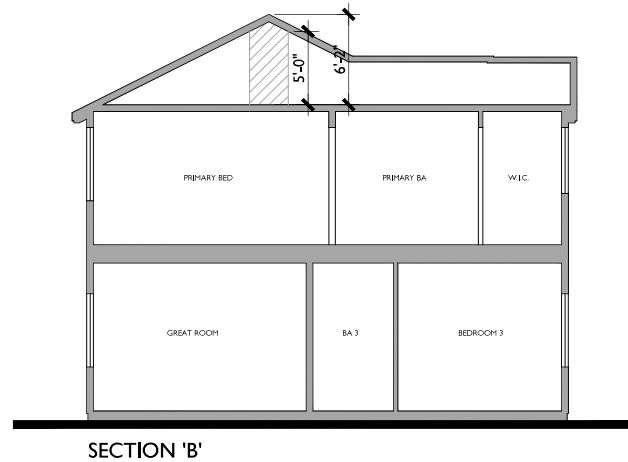 5'-0"
6'-2"
PRIMARY BED
PRIMARY BA
W.I.C.
GREAT ROOM
BA 3
BEDROOM 3
SECTION 'B'